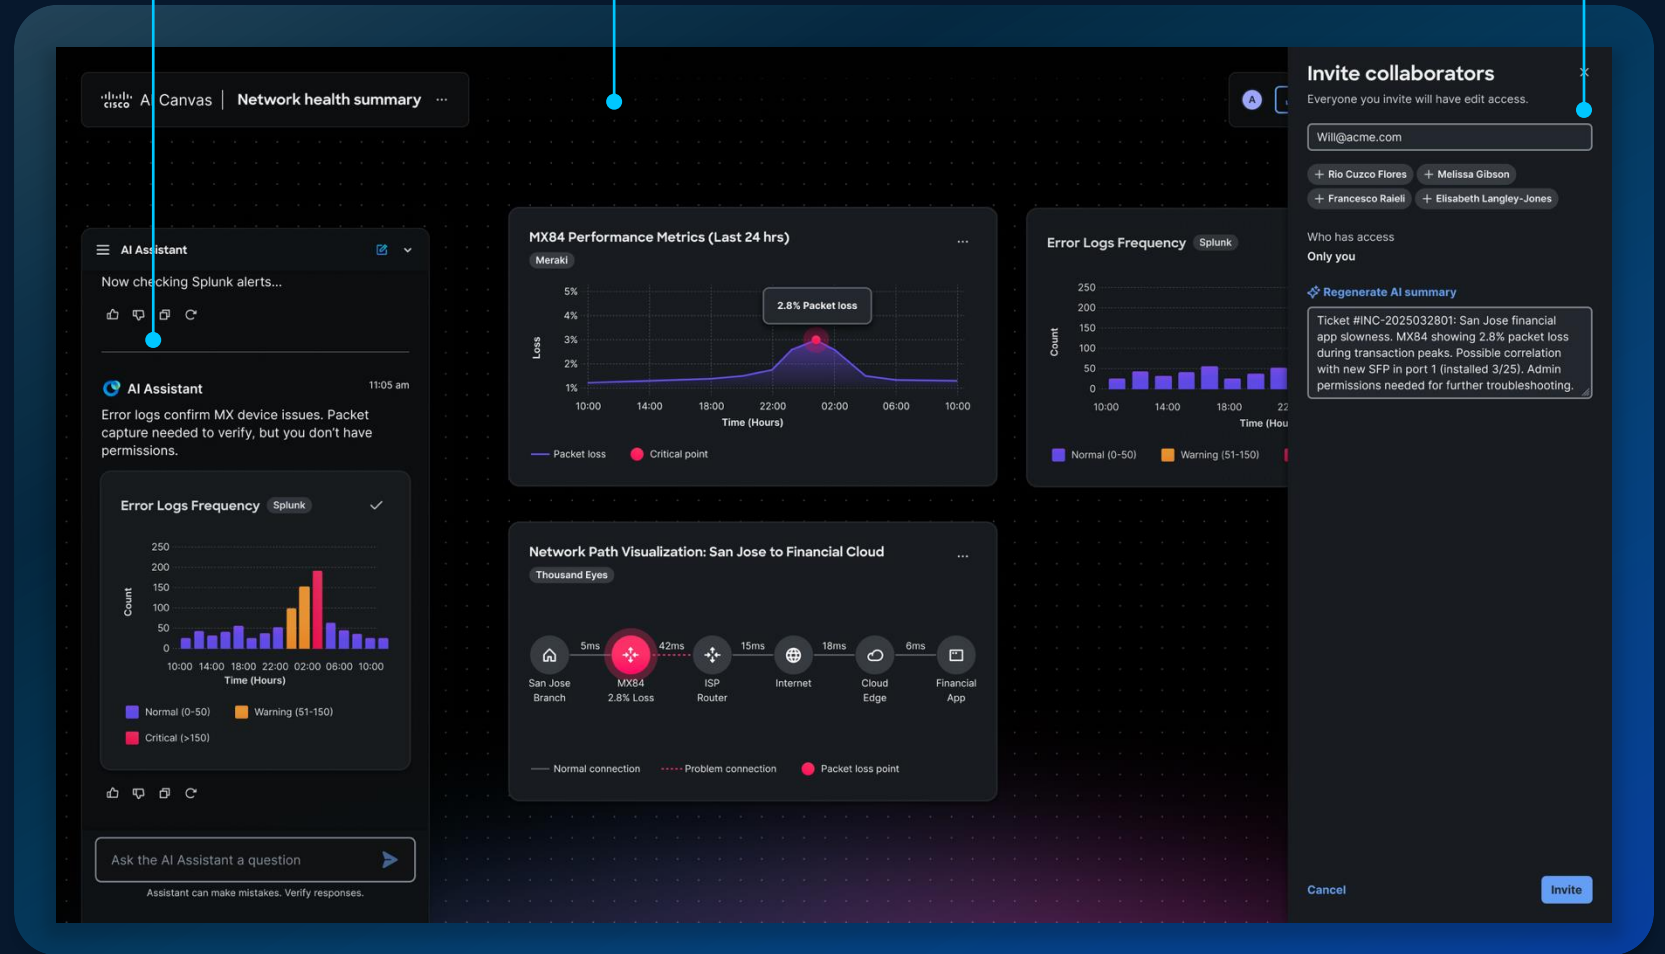 cisco AI Canvas | Network health summary ...
A
AI Assistant
Now checking Splunk alerts...
AI Assistant
11:05 am
Error logs confirm MX device issues. Packet
capture needed to verify, but you don't have
permissions.
Error Logs Frequency Splunk
250
200
150
100
50
0
Count
10:00 14:00 18:00 22:00 02:00 06:00 10:00
Time (Hours)
Normal (0-50) Warning (51-150)
Critical (>150)
Ask the AI Assistant a question
Assistant can make mistakes. Verify responses.
MX84 Performance Metrics (Last 24 hrs) ...
Meraki
5%
4%
3%
2%
1%
Loss
2.8% Packet loss
10:00 14:00 18:00 22:00 02:00 06:00 10:00
Time (Hours)
Packet loss Critical point
Error Logs Frequency Splunk
250
200
150
100
50
0
Count
10:00 14:00 18:00 22
Time (Hou
Normal (0-50) Warning (51-150)
Network Path Visualization: San Jose to Financial Cloud ...
Thousand Eyes
5ms 42ms 15ms 18ms 6ms
San Jose
Branch
MX84
2.8% Loss
ISP
Router
Internet
Cloud
Edge
Financial
App
Normal connection Problem connection Packet loss point
Invite collaborators
Everyone you invite will have edit access.
Will@acme.com
+ Rio Cuzco Flores + Melissa Gibson
+ Francesco Raieli + Elisabeth Langley-Jones
Who has access
Only you
Regenerate AI summary
Ticket #INC-2025032801: San Jose financial
app slowness. MX84 showing 2.8% packet loss
during transaction peaks. Possible correlation
with new SFP in port 1 (installed 3/25). Admin
permissions needed for further troubleshooting.
Cancel Invite